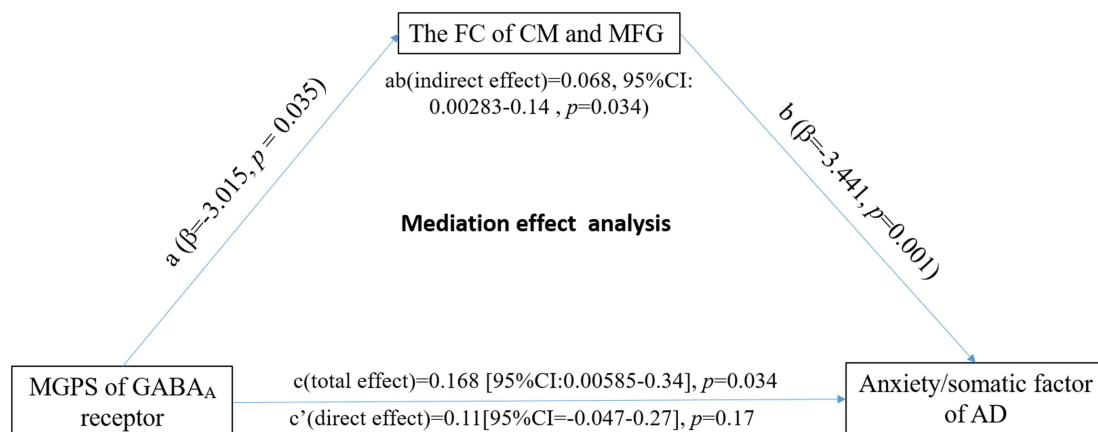 The FC of CM and MFG
ab(indirect effect)=0.068, 95%CI:
0.00283-0.14 , p=0.034)
a (β=-3.015, p = 0.035)
b (β=-3.441, p=0.001)
Mediation effect analysis
MGPS of GABAA
receptor
c(total effect)=0.168 [95%CI:0.00585-0.34], p=0.034
c’(direct effect)=0.11[95%CI=-0.047-0.27], p=0.17
Anxiety/somatic factor
of AD